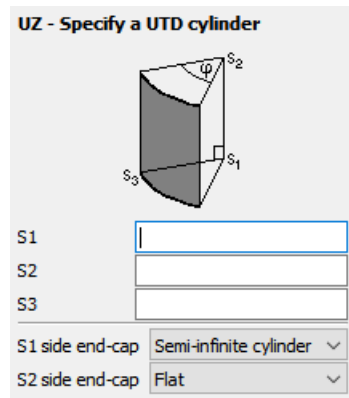 UZ - Specify a UTD cylinder
φ
S2
S1
S3
S1
S2
S3
S1 side end-cap Semi-infinite cylinder
S2 side end-cap Flat